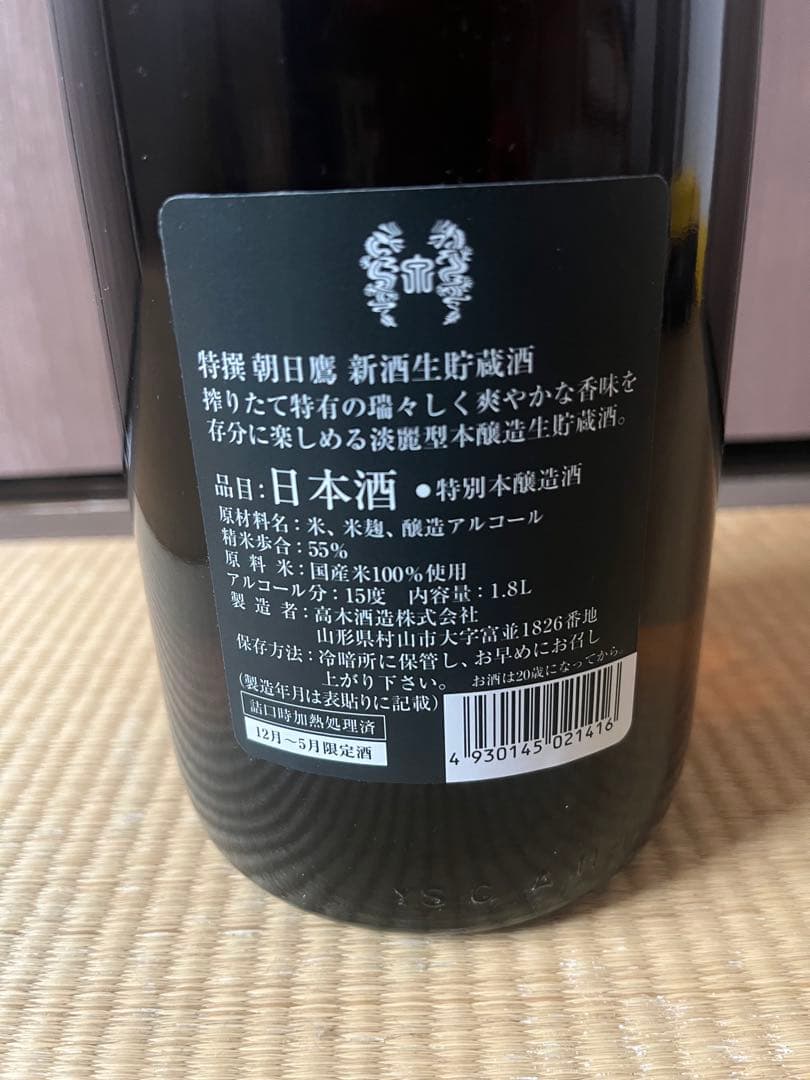 特撰 朝日鷹 新酒生貯蔵酒
搾りたて特有の瑞々しく爽やかな香味を
存分に楽しめる淡麗型本醸造生貯蔵酒。
品目：日本酒 ●特別本醸造酒
原材料名：米、米麹、醸造アルコール
精米歩合：55%
原料米：国産米100%使用
アルコール分：15度 内容量：1.8L
製造者：高木酒造株式会社
山形県村山市大字富並1826番地
保存方法：冷暗所に保管し、お早めにお召し
上がり下さい。 お酒は20歳になってから。
(製造年月は表貼りに記載)
詰口時加熱処理済
12月〜5月限定酒
4 930145 021416